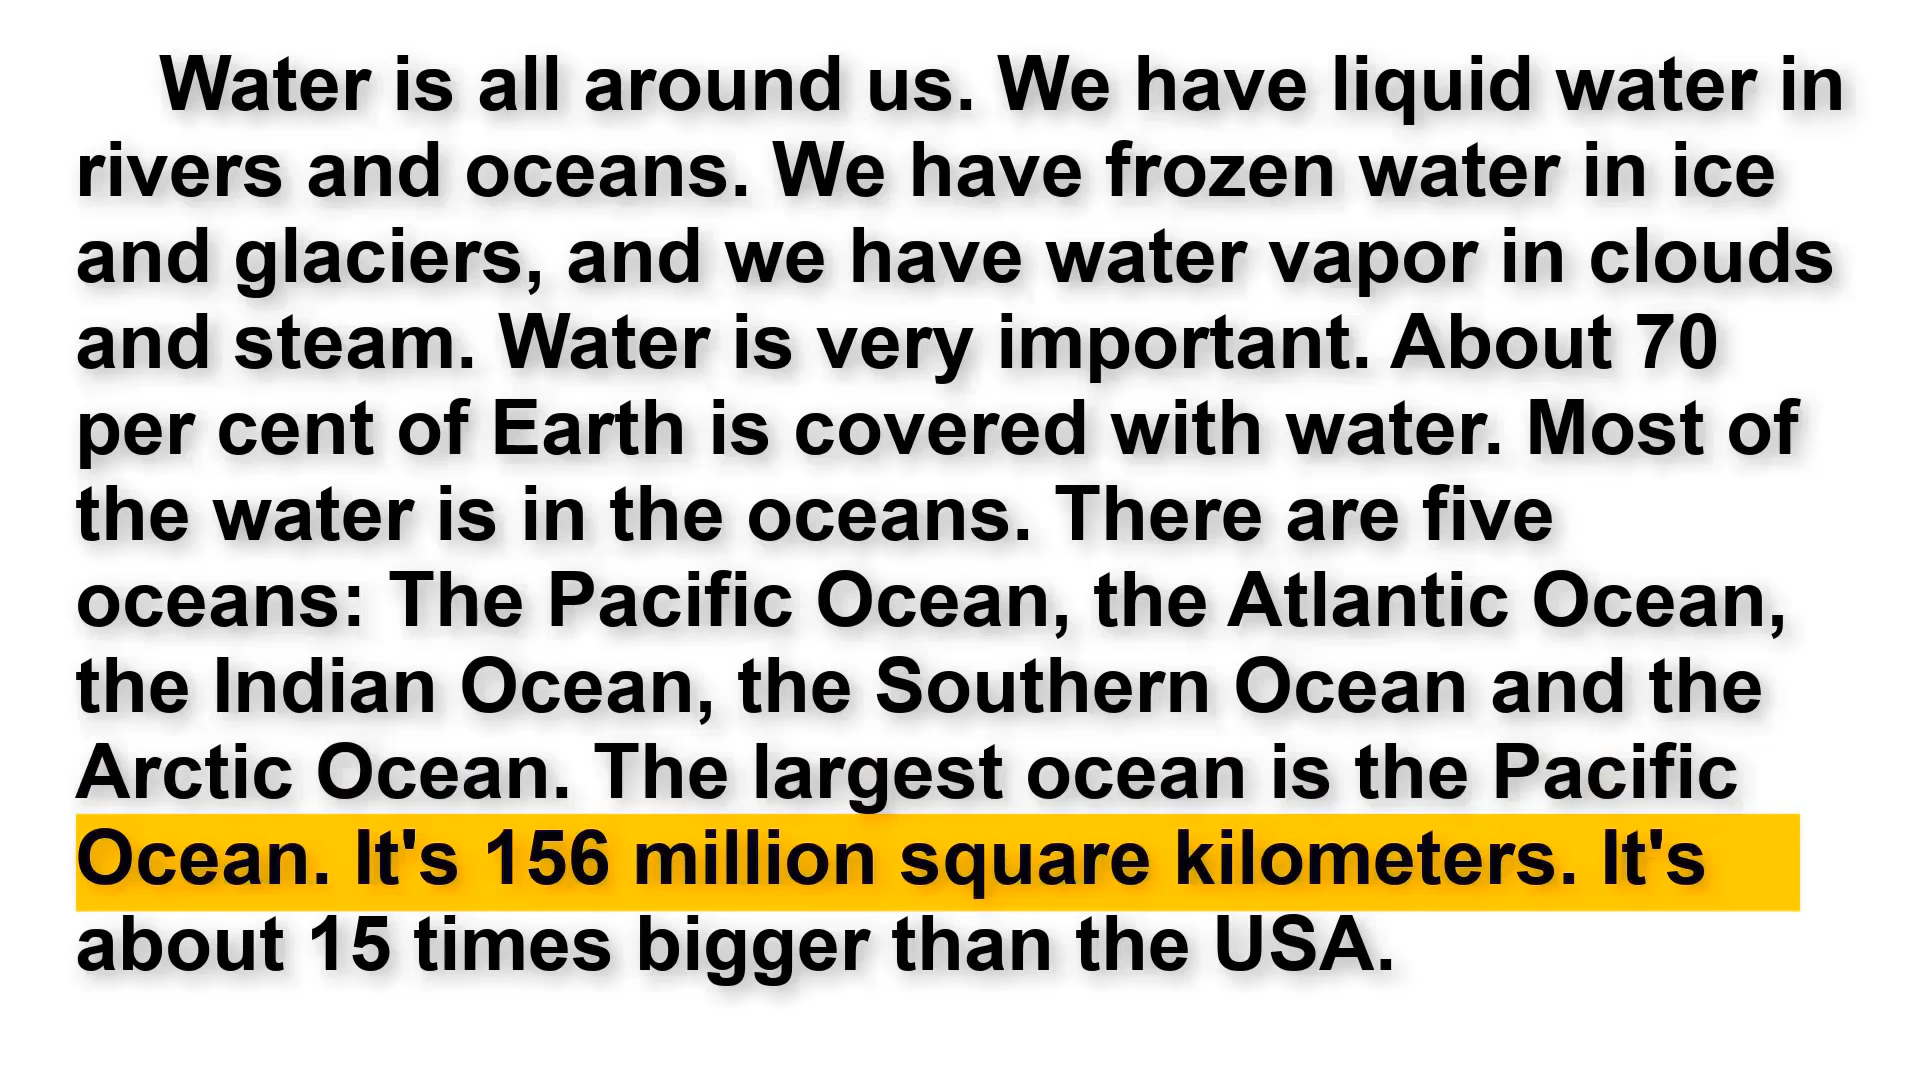 Water is all around us. We have liquid water in
rivers and oceans. We have frozen water in ice
and glaciers, and we have water vapor in clouds
and steam. Water is very important. About 70
per cent of Earth is covered with water. Most of
the water is in the oceans. There are five
oceans: The Pacific Ocean, the Atlantic Ocean,
the Indian Ocean, the Southern Ocean and the
Arctic Ocean. The largest ocean is the Pacific
Ocean. It's 156 million square kilometers. It's
about 15 times bigger than the USA.